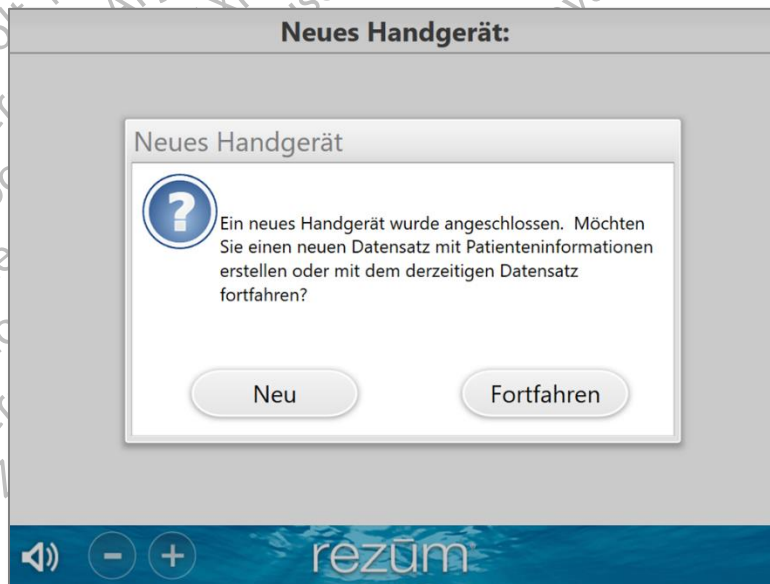 Neues Handgerät:
Neues Handgerät
?
Ein neues Handgerät wurde angeschlossen. Möchten
Sie einen neuen Datensatz mit Patienteninformationen
erstellen oder mit dem derzeitigen Datensatz
fortfahren?
Neu
Fortfahren
- +
rezūm